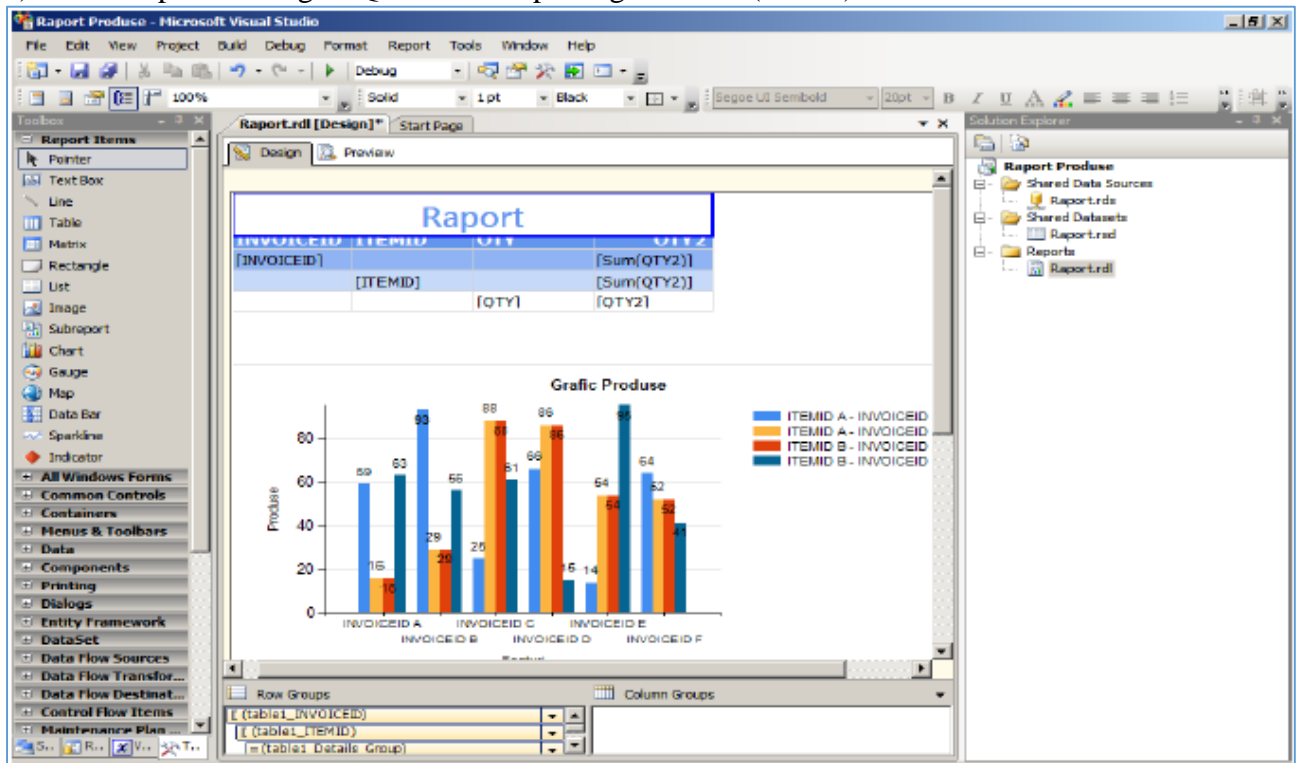 Raport Produse - Microsoft Visual Studio
File Edit View Project Build Debug Format Report Tools Window Help
Debug
100% Solid 1 pt Black Segoe UI Semibold 20pt B I U A
Toolbox
Report Items
Pointer
Text Box
Line
Table
Matrix
Rectangle
List
Image
Subreport
Chart
Gauge
Map
Data Bar
Sparkline
Indicator
All Windows Forms
Common Controls
Containers
Menus & Toolbars
Data
Components
Printing
Dialogs
Entity Framework
DataSet
Data Flow Sources
Data Flow Transfor...
Data Flow Destinat...
Control Flow Items
Maintenance Plan ...
S.. R.. V.. T..
Raport.rdl [Design]* Start Page
Design Preview
Raport
INVOICEID ITEMID QTY QTY2
[INVOICEID] [Sum(QTY2)]
[ITEMID] [Sum(QTY2)]
[QTY] [QTY2]
Grafic Produse
Produse
80
60
40
20
0
59 16 16 63
93 29 29 56
25 88 88 61
66 86 86 15
14 54 54 95
64 52 52 41
INVOICEID A INVOICEID C INVOICEID E
INVOICEID B INVOICEID D INVOICEID F
ITEMID A - INVOICEID
ITEMID A - INVOICEID
ITEMID B - INVOICEID
ITEMID B - INVOICEID
Row Groups Column Groups
[ (table1_INVOICEID)
[ (table1_ITEMID)
= (table1_Details_Group)
Solution Explorer
Raport Produse
Shared Data Sources
Raport.rds
Shared Datasets
Raport.rsd
Reports
Raport.rdl